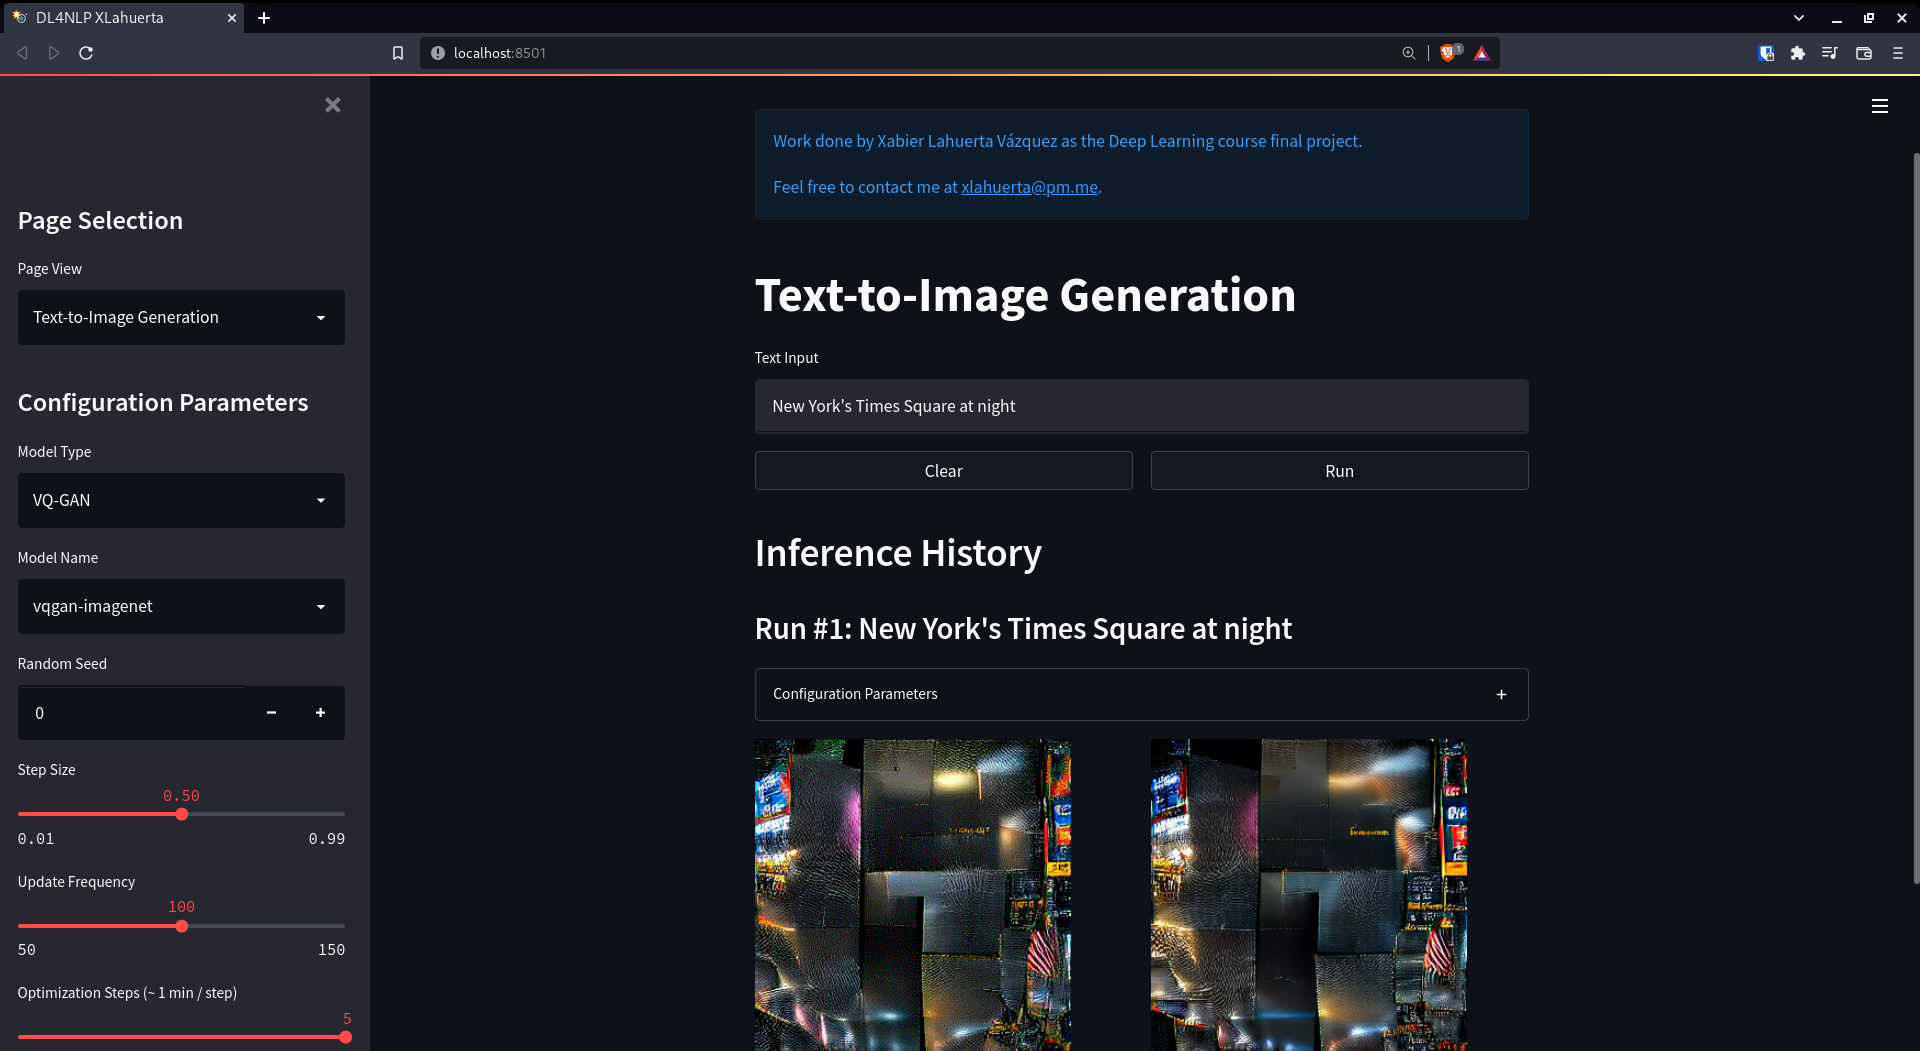 DL4NLP XLahuerta
localhost:8501
1
Page Selection
Page View
Text-to-Image Generation
Configuration Parameters
Model Type
VQ-GAN
Model Name
vqgan-imagenet
Random Seed
0
Step Size
0.50
0.01 0.99
Update Frequency
100
50 150
Optimization Steps (~ 1 min / step)
5
Work done by Xabier Lahuerta Vázquez as the Deep Learning course final project.
Feel free to contact me at xlahuerta@pm.me.
Text-to-Image Generation
Text Input
New York's Times Square at night
Clear Run
Inference History
Run #1: New York's Times Square at night
Configuration Parameters